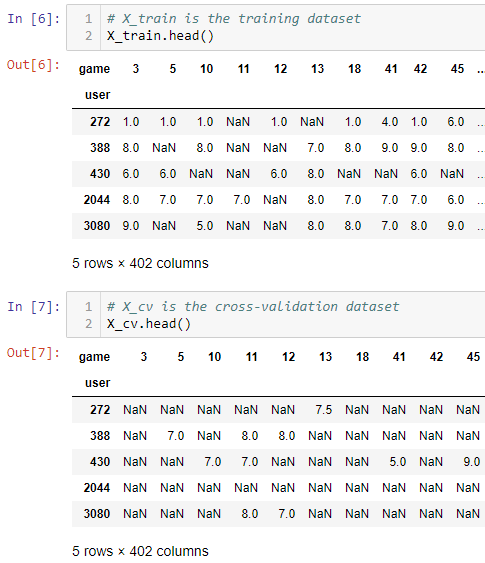 In [6]: 1 # X_train is the training dataset
2 X_train.head()
Out[6]: game 3 5 10 11 12 13 18 41 42 45 ...
user
272 1.0 1.0 1.0 NaN 1.0 NaN 1.0 4.0 1.0 6.0 ...
388 8.0 NaN 8.0 NaN NaN 7.0 8.0 9.0 9.0 8.0 ...
430 6.0 6.0 NaN NaN 6.0 8.0 NaN NaN 6.0 NaN ...
2044 8.0 7.0 7.0 7.0 NaN 8.0 7.0 7.0 7.0 6.0 ...
3080 9.0 NaN 5.0 NaN NaN 8.0 8.0 7.0 8.0 9.0 ...
5 rows × 402 columns
In [7]: 1 # X_cv is the cross-validation dataset
2 X_cv.head()
Out[7]: game 3 5 10 11 12 13 18 41 42 45
user
272 NaN NaN NaN NaN NaN 7.5 NaN NaN NaN NaN
388 NaN 7.0 NaN 8.0 8.0 NaN NaN NaN NaN NaN
430 NaN NaN 7.0 7.0 NaN NaN NaN 5.0 NaN 9.0
2044 NaN NaN NaN NaN NaN NaN NaN NaN NaN NaN
3080 NaN NaN NaN 8.0 7.0 NaN NaN NaN NaN NaN
5 rows × 402 columns